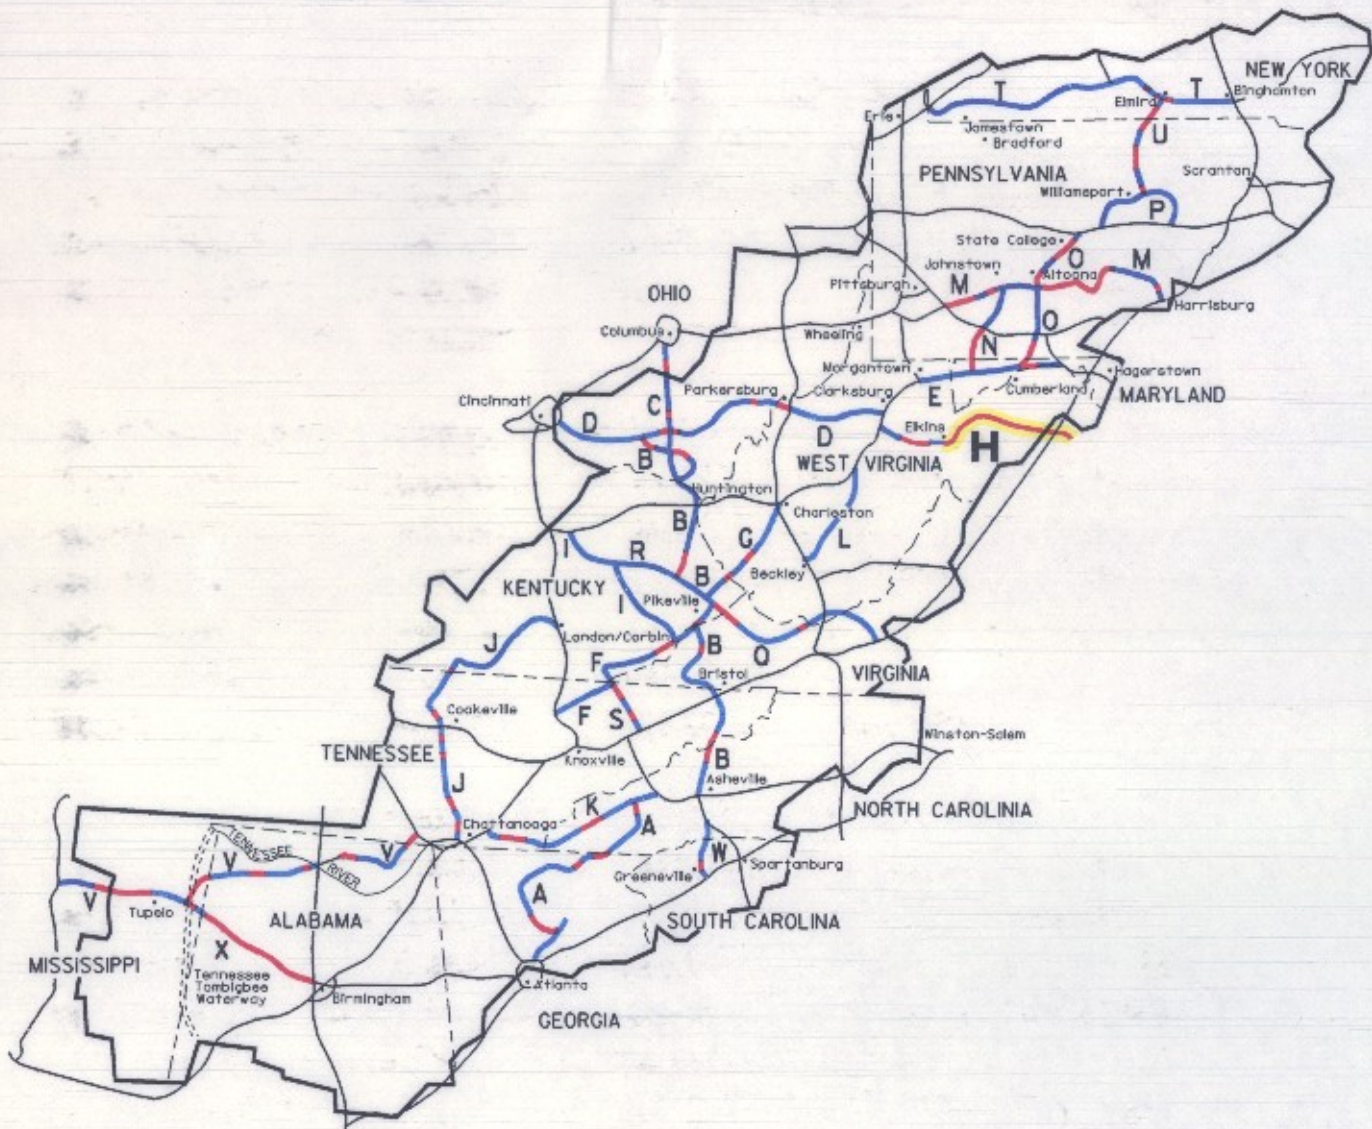 NEW YORK
T
T
Elmira
Binghamton
Erie
Jamestown
Bradford
U
PENNSYLVANIA
Scranton
Williamsport
P
State College
O
Johnstown
Altoona
M
Pittsburgh
M
Harrisburg
OHIO
Columbus
Wheeling
O
N
Morgantown
Hagerstown
Cumberland
MARYLAND
Parkersburg
Clarksburg
E
Cincinnati
C
D
Elkins
D
H
B
WEST VIRGINIA
Huntington
Charleston
B
G
L
I
R
Beckley
B
KENTUCKY
I
Pikeville
London/Corbin
J
B
Q
F
Bristol
VIRGINIA
F
S
Cookeville
Winston-Salem
TENNESSEE
Knoxville
B
Asheville
J
K
NORTH CAROLINIA
Chattanooga
A
TENNESSEE
RIVER
V
V
W
Spartanburg
Greeneville
A
V
Tupelo
ALABAMA
SOUTH CAROLINA
X
MISSISSIPPI
Tennessee
Tombigbee
Waterway
Birmingham
Atlanta
GEORGIA